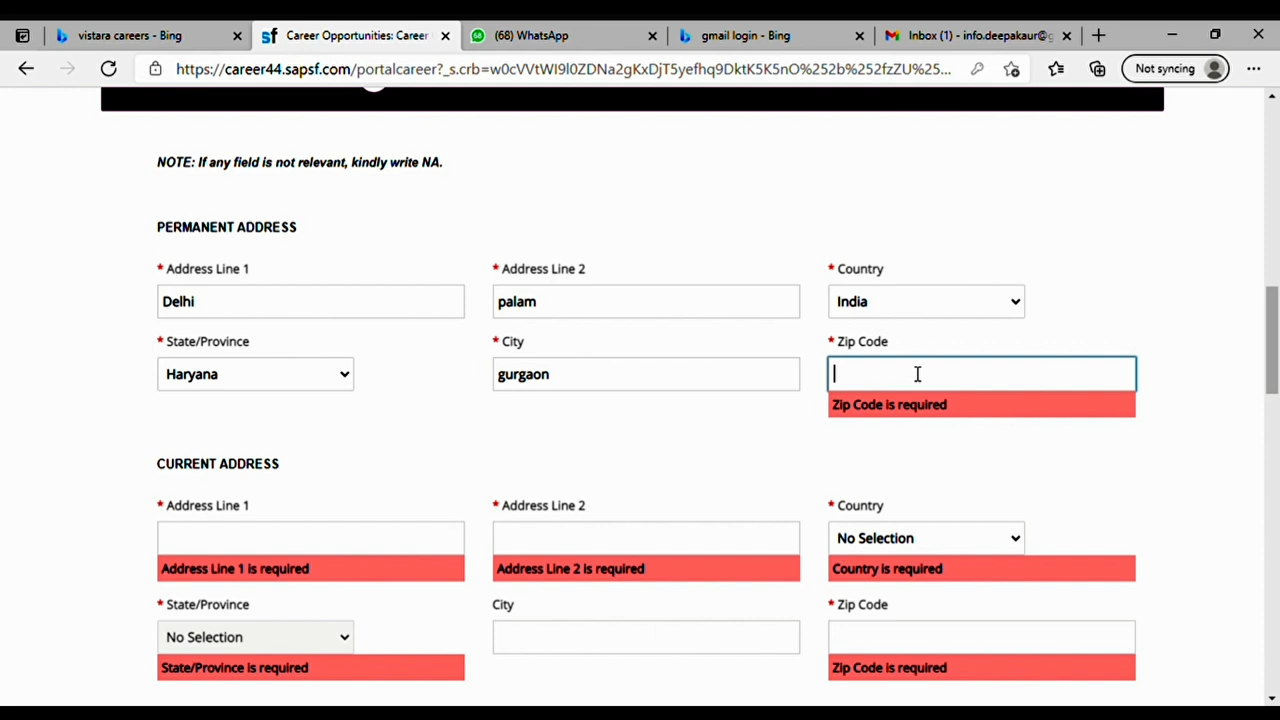 vistara careers - Bing
sf Career Opportunities: Career
(68) WhatsApp
gmail login - Bing
Inbox (1) - info.deepakaur@g
https://career44.sapsf.com/portalcareer?_s.crb=w0cVVtWI9l0ZDNa2gKxDjT5yefhq9DktK5K5nO%252b%252fzZU%25...
Not syncing
NOTE: If any field is not relevant, kindly write NA.
PERMANENT ADDRESS
* Address Line 1 * Address Line 2 * Country
Delhi palam India
* State/Province * City * Zip Code
Haryana gurgaon
Zip Code is required
CURRENT ADDRESS
* Address Line 1 * Address Line 2 * Country
No Selection
Address Line 1 is required Address Line 2 is required Country is required
* State/Province City * Zip Code
No Selection
State/Province is required Zip Code is required